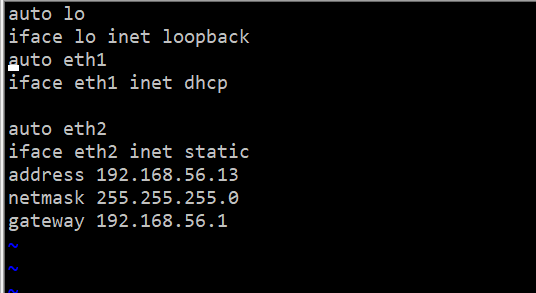 auto lo
iface lo inet loopback
auto eth1
iface eth1 inet dhcp
auto eth2
iface eth2 inet static
address 192.168.56.13
netmask 255.255.255.0
gateway 192.168.56.1
~
~
~